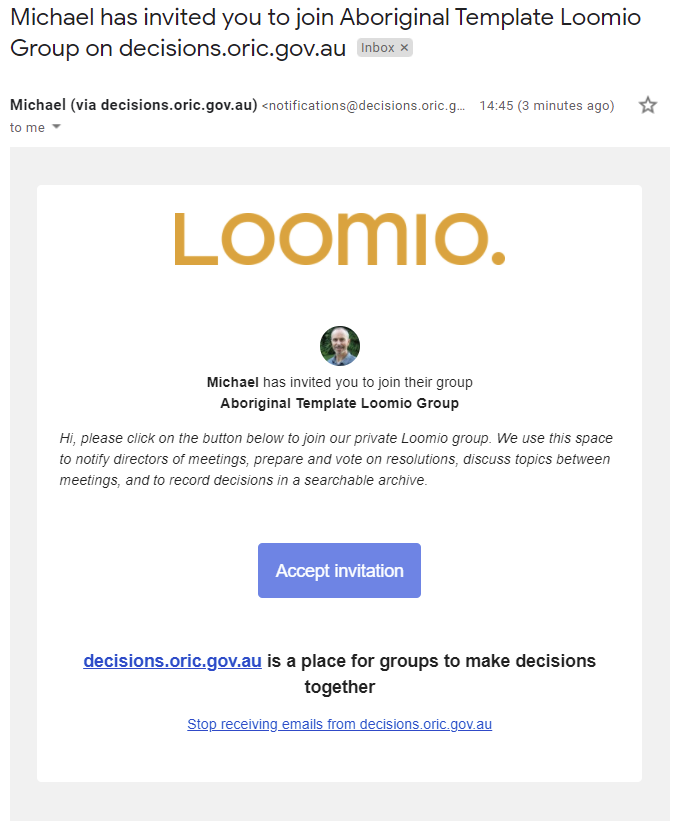 Michael has invited you to join Aboriginal Template Loomio
Group on decisions.oric.gov.au Inbox ×
Michael (via decisions.oric.gov.au) <notifications@decisions.oric.g... 14:45 (3 minutes ago)
to me
LOOMIO.
Michael has invited you to join their group
Aboriginal Template Loomio Group
Hi, please click on the button below to join our private Loomio group. We use this space
to notify directors of meetings, prepare and vote on resolutions, discuss topics between
meetings, and to record decisions in a searchable archive.
Accept invitation
decisions.oric.gov.au is a place for groups to make decisions
together
Stop receiving emails from decisions.oric.gov.au